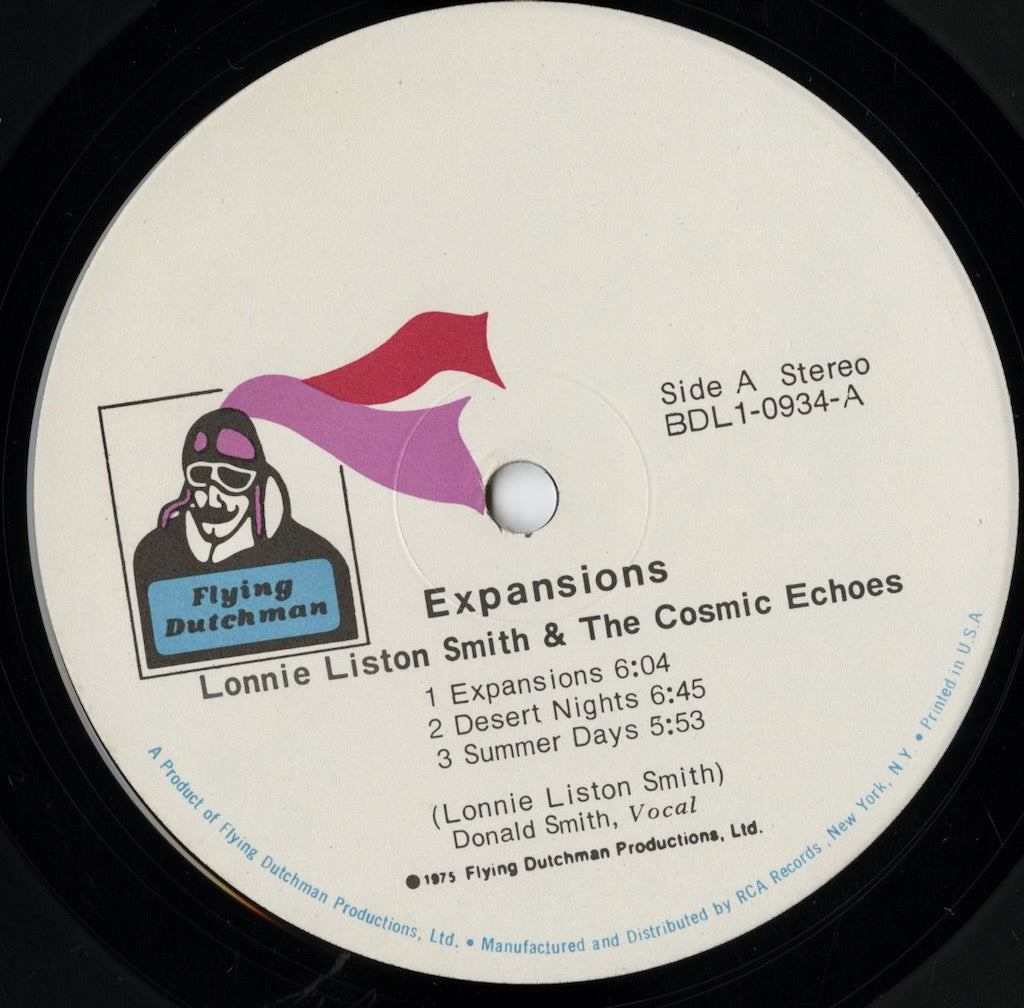 Side A Stereo
BDL1-0934-A
Flying
Dutchman
Expansions
Lonnie Liston Smith & The Cosmic Echoes
1 Expansions 6:04
2 Desert Nights 6:45
3 Summer Days 5:53
(Lonnie Liston Smith)
Donald Smith, Vocal
●1975 Flying Dutchman Productions, Ltd.
A Product of Flying Dutchman Productions, Ltd. • Manufactured and Distributed by RCA Records, New York, N.Y. • Printed in U.S.A